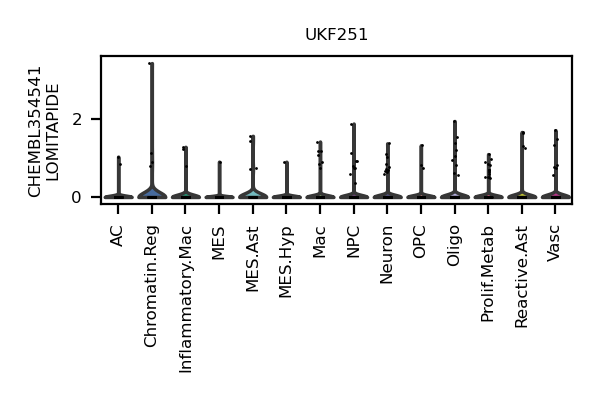 UKF251
CHEMBL354541
LOMITAPIDE
2
0
AC
Chromatin.Reg
Inflammatory.Mac
MES
MES.Ast
MES.Hyp
Mac
NPC
Neuron
OPC
Oligo
Prolif.Metab
Reactive.Ast
Vasc